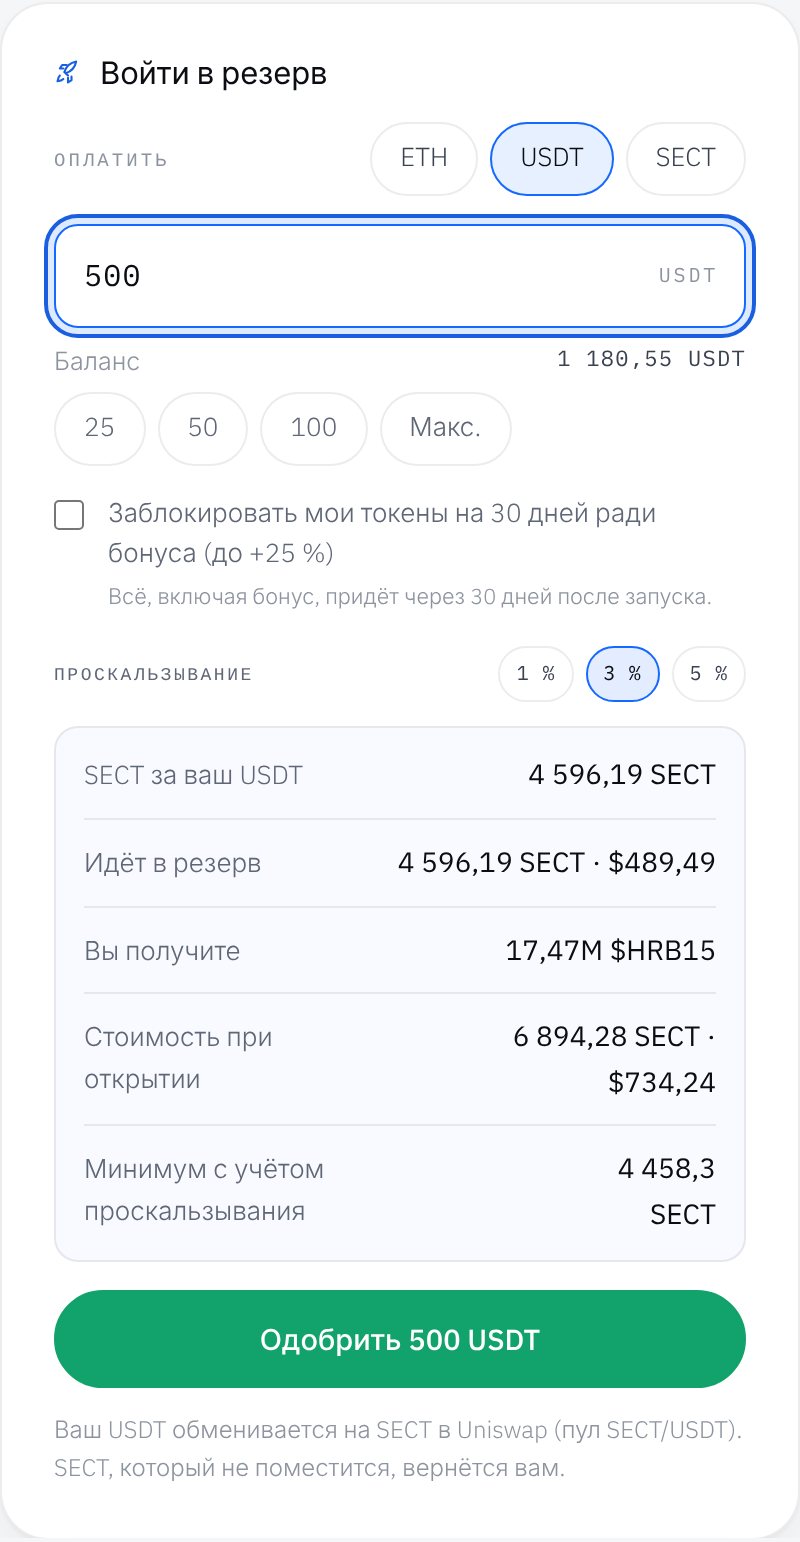 Войти в резерв
ОПЛАТИТЬ
ETH
USDT
SECT
500
USDT
Баланс
1 180,55 USDT
25
50
100
Макс.
Заблокировать мои токены на 30 дней ради
бонуса (до +25 %)
Всё, включая бонус, придёт через 30 дней после запуска.
ПРОСКАЛЬЗЫВАНИЕ
1 %
3 %
5 %
SECT за ваш USDT
4 596,19 SECT
Идёт в резерв
4 596,19 SECT · $489,49
Вы получите
17,47M $HRB15
Стоимость при
открытии
6 894,28 SECT ·
$734,24
Минимум с учётом
проскальзывания
4 458,3
SECT
Одобрить 500 USDT
Ваш USDT обменивается на SECT в Uniswap (пул SECT/USDT).
SECT, который не поместится, вернётся вам.